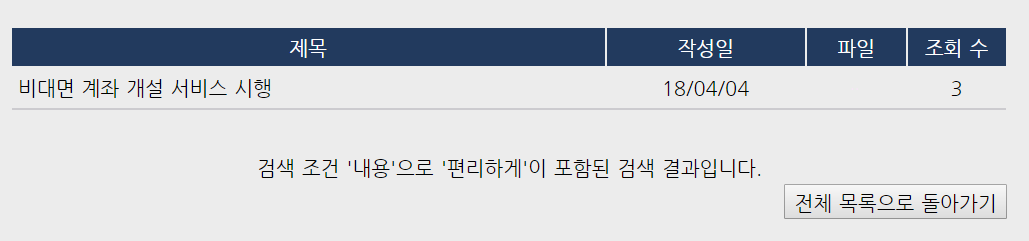 제목 작성일 파일 조회 수
비대면 계좌 개설 서비스 시행 18/04/04 3
검색 조건 '내용'으로 '편리하게'이 포함된 검색 결과입니다.
전체 목록으로 돌아가기